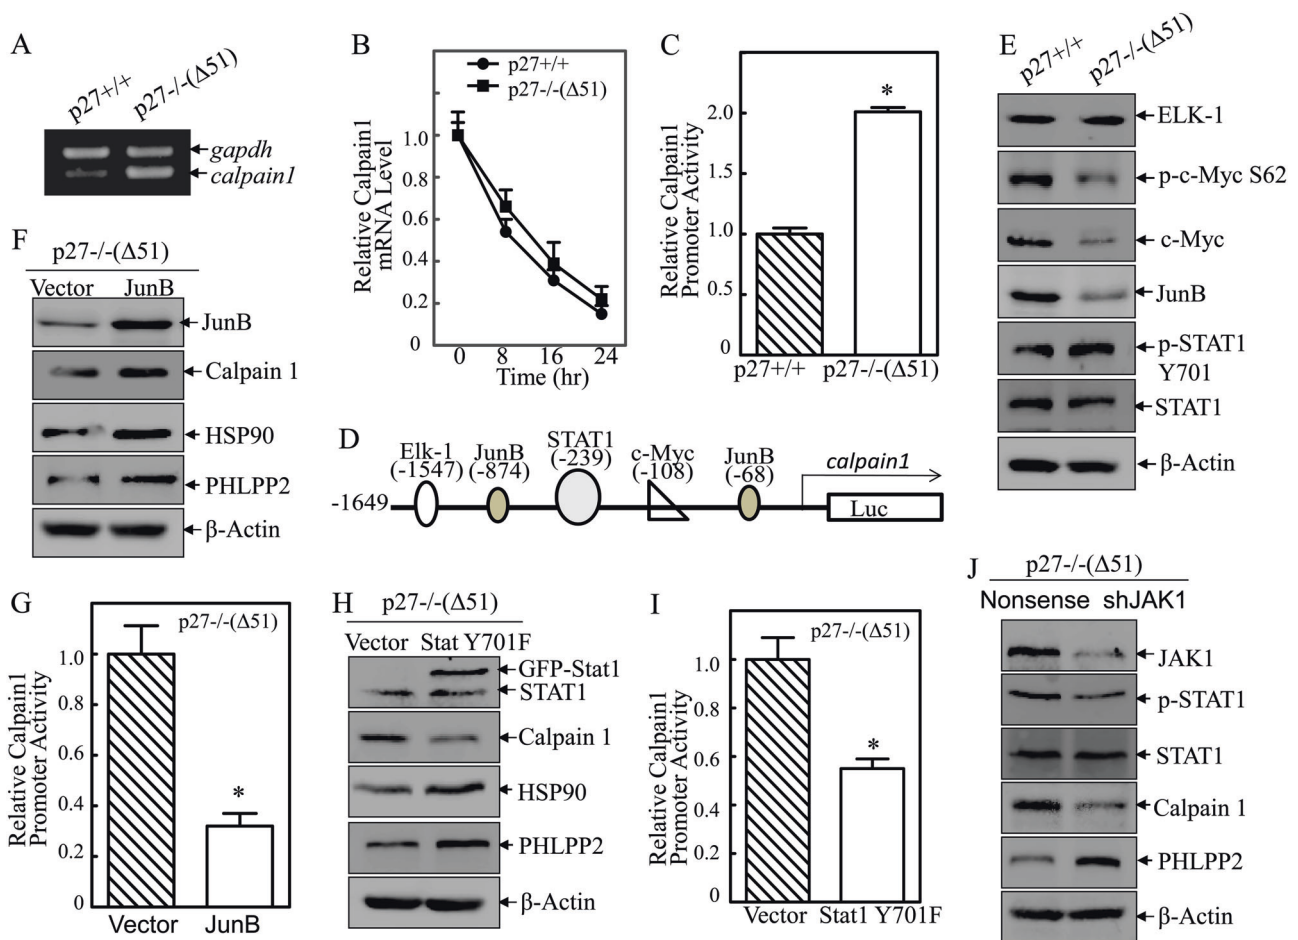 A
p27+/+
p27-/-(Δ51)
gapdh
calpain1
B
p27+/+
p27-/-(Δ51)
Relative Calpain1
mRNA Level
1.0
0.8
0.6
0.4
0.2
0
0 8 16 24
Time (hr)
C
*
Relative Calpain1
Promoter Activity
2.0
1.5
1.0
0.5
0
p27+/+ p27-/-(Δ51)
D
Elk-1
(-1547)
JunB
(-874)
STAT1
(-239)
c-Myc
(-108)
JunB
(-68)
calpain1
-1649
Luc
E
p27+/+
p27-/-(Δ51)
ELK-1
p-c-Myc S62
c-Myc
JunB
p-STAT1
Y701
STAT1
β-Actin
F
p27-/-(Δ51)
Vector JunB
JunB
Calpain 1
HSP90
PHLPP2
β-Actin
G
p27-/-(Δ51)
Relative Calpain1
Promoter Activity
1.0
0.8
0.6
0.4
0.2
0
*
Vector JunB
H
p27-/-(Δ51)
Vector Stat Y701F
GFP-Stat1
STAT1
Calpain 1
HSP90
PHLPP2
β-Actin
I
p27-/-(Δ51)
Relative Calpain1
Promoter Activity
1.0
0.8
0.6
0.4
0.2
0
*
Vector Stat1 Y701F
J
p27-/-(Δ51)
Nonsense shJAK1
JAK1
p-STAT1
STAT1
Calpain 1
PHLPP2
β-Actin